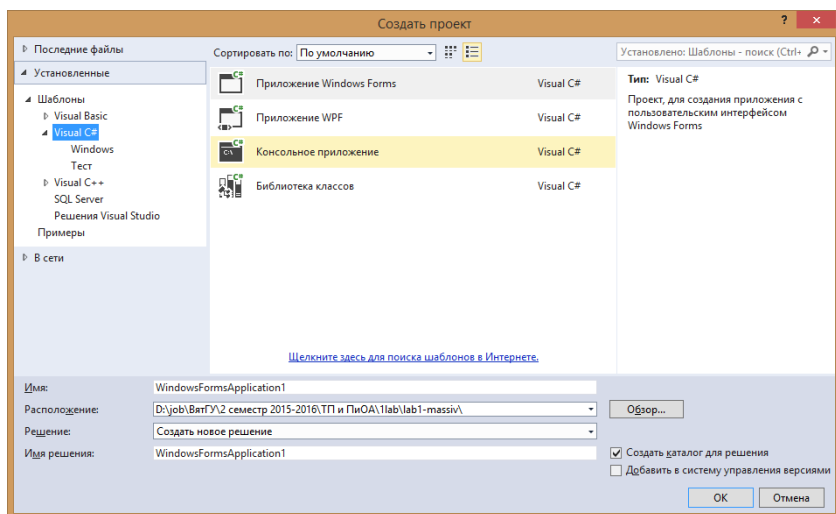 Создать проект
? ×
Последние файлы
Сортировать по: По умолчанию
Установлено: Шаблоны - поиск (Ctrl+
Установленные
Шаблоны
Visual Basic
Visual C#
Windows
Тест
Visual C++
SQL Server
Решения Visual Studio
Примеры
В сети
Приложение Windows Forms Visual C#
Приложение WPF Visual C#
Консольное приложение Visual C#
Библиотека классов Visual C#
Щелкните здесь для поиска шаблонов в Интернете.
Тип: Visual C#
Проект, для создания приложения с
пользовательским интерфейсом
Windows Forms
Имя: WindowsFormsApplication1
Расположение: D:\job\ВятГУ\2 семестр 2015-2016\ТП и ПиОА\1lab\lab1-massiv\ Обзор...
Решение: Создать новое решение
Имя решения: WindowsFormsApplication1
Создать каталог для решения
Добавить в систему управления версиями
ОК Отмена